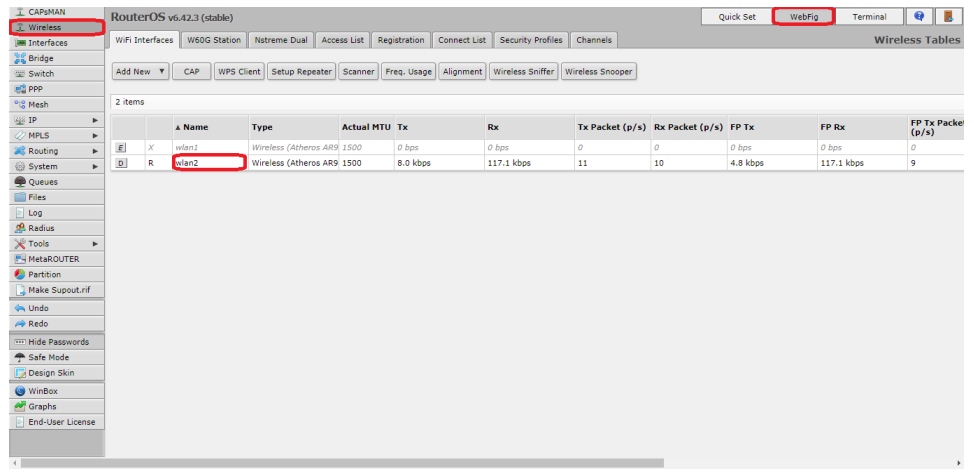 CAPsMAN
Wireless
Interfaces
Bridge
Switch
PPP
Mesh
IP
MPLS
Routing
System
Queues
Files
Log
Radius
Tools
MetaROUTER
Partition
Make Supout.rif
Undo
Redo
Hide Passwords
Safe Mode
Design Skin
WinBox
Graphs
End-User License
RouterOS v6.42.3 (stable)
Quick Set WebFig Terminal
WiFi Interfaces W60G Station Nstreme Dual Access List Registration Connect List Security Profiles Channels Wireless Tables
Add New ▼ CAP WPS Client Setup Repeater Scanner Freq. Usage Alignment Wireless Sniffer Wireless Snooper
2 items
▲ Name Type Actual MTU Tx Rx Tx Packet (p/s) Rx Packet (p/s) FP Tx FP Rx FP Tx Packet (p/s)
E X wlan1 Wireless (Atheros AR9 1500 0 bps 0 bps 0 0 0 bps 0 bps 0
D R wlan2 Wireless (Atheros AR9 1500 8.0 kbps 117.1 kbps 11 10 4.8 kbps 117.1 kbps 9